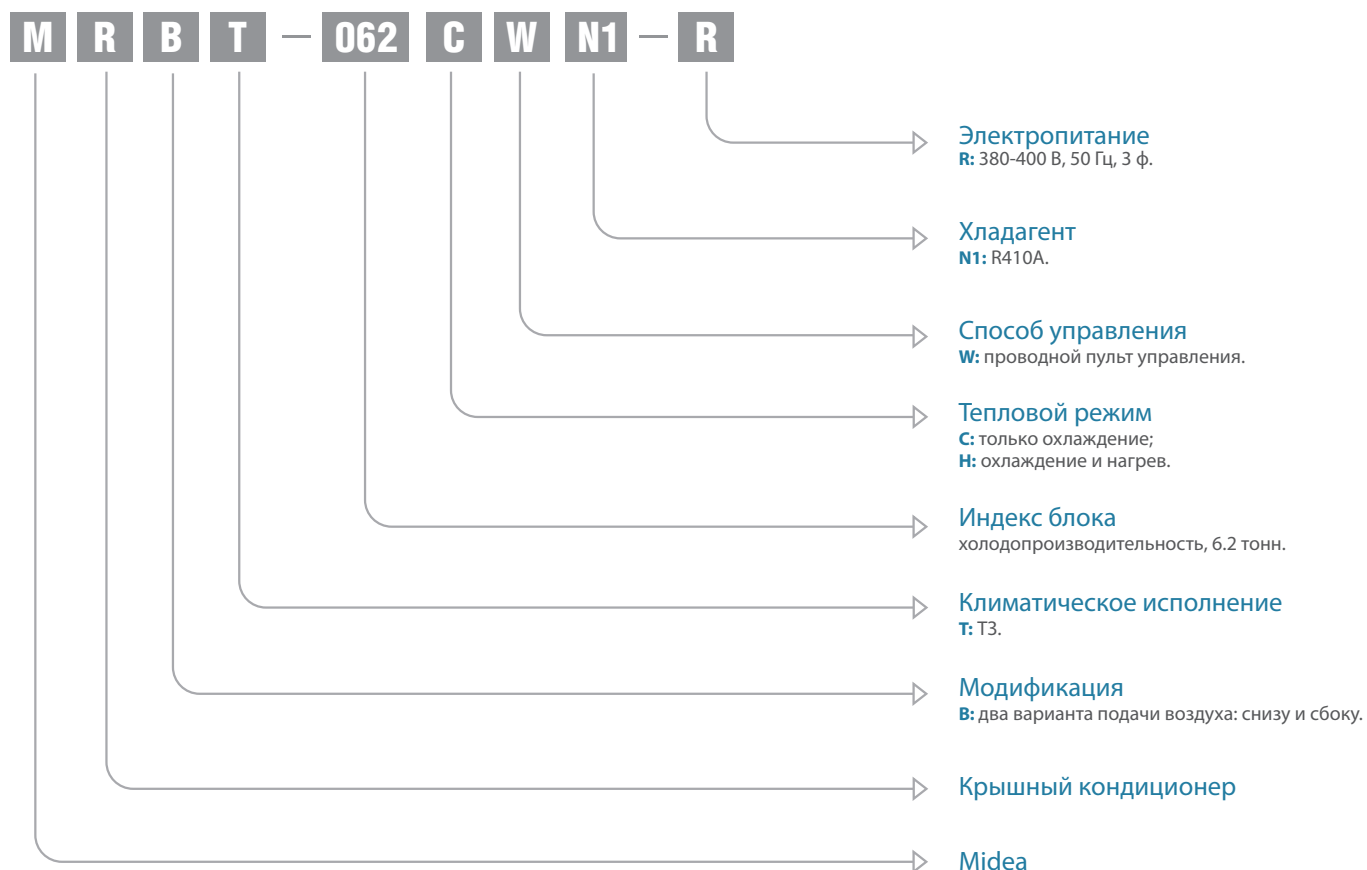 M R B T — 062 C W N1 — R
Электропитание
R: 380-400 В, 50 Гц, 3 ф.
Хладагент
N1: R410A.
Способ управления
W: проводной пульт управления.
Тепловой режим
C: только охлаждение;
H: охлаждение и нагрев.
Индекс блока
холодопроизводительность, 6.2 тонн.
Климатическое исполнение
T: T3.
Модификация
B: два варианта подачи воздуха: снизу и сбоку.
Крышный кондиционер
Midea